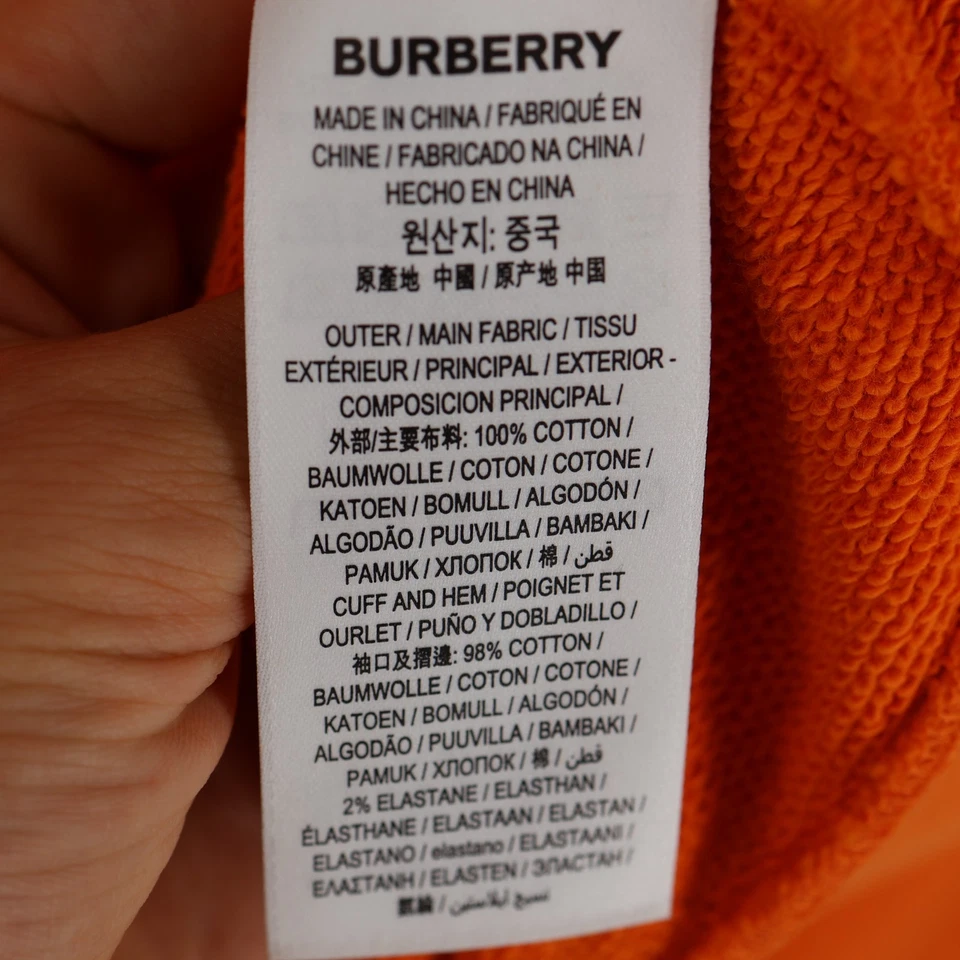 BURBERRY
MADE IN CHINA / FABRIQUÉ EN
CHINE / FABRICADO NA CHINA /
HECHO EN CHINA
원산지: 중국
原產地 中國 / 原产地 中国
OUTER / MAIN FABRIC / TISSU
EXTÉRIEUR / PRINCIPAL / EXTERIOR -
COMPOSICION PRINCIPAL /
外部/主要布料: 100% COTTON /
BAUMWOLLE / COTON / COTONE /
KATOEN / BOMULL / ALGODÓN /
ALGODÃO / PUUVILLA / BAMBAKI /
PAMUK / ХЛОПОК / 棉 / قطن
CUFF AND HEM / POIGNET ET
OURLET / PUÑO Y DOBLADILLO /
袖口及摺邊: 98% COTTON /
BAUMWOLLE / COTON / COTONE /
KATOEN / BOMULL / ALGODÓN /
ALGODÃO / PUUVILLA / BAMBAKI /
PAMUK / ХЛОПОК / 棉 / قطن
2% ELASTANE / ELASTHAN /
ÉLASTHANE / ELASTAAN / ELASTAN /
ELASTANO / elastano / ELASTAANI /
ΕΛΑΣΤΑΝΗ / ELASTEN / ЭЛАСТАН /
/ نسيج ايلاستين